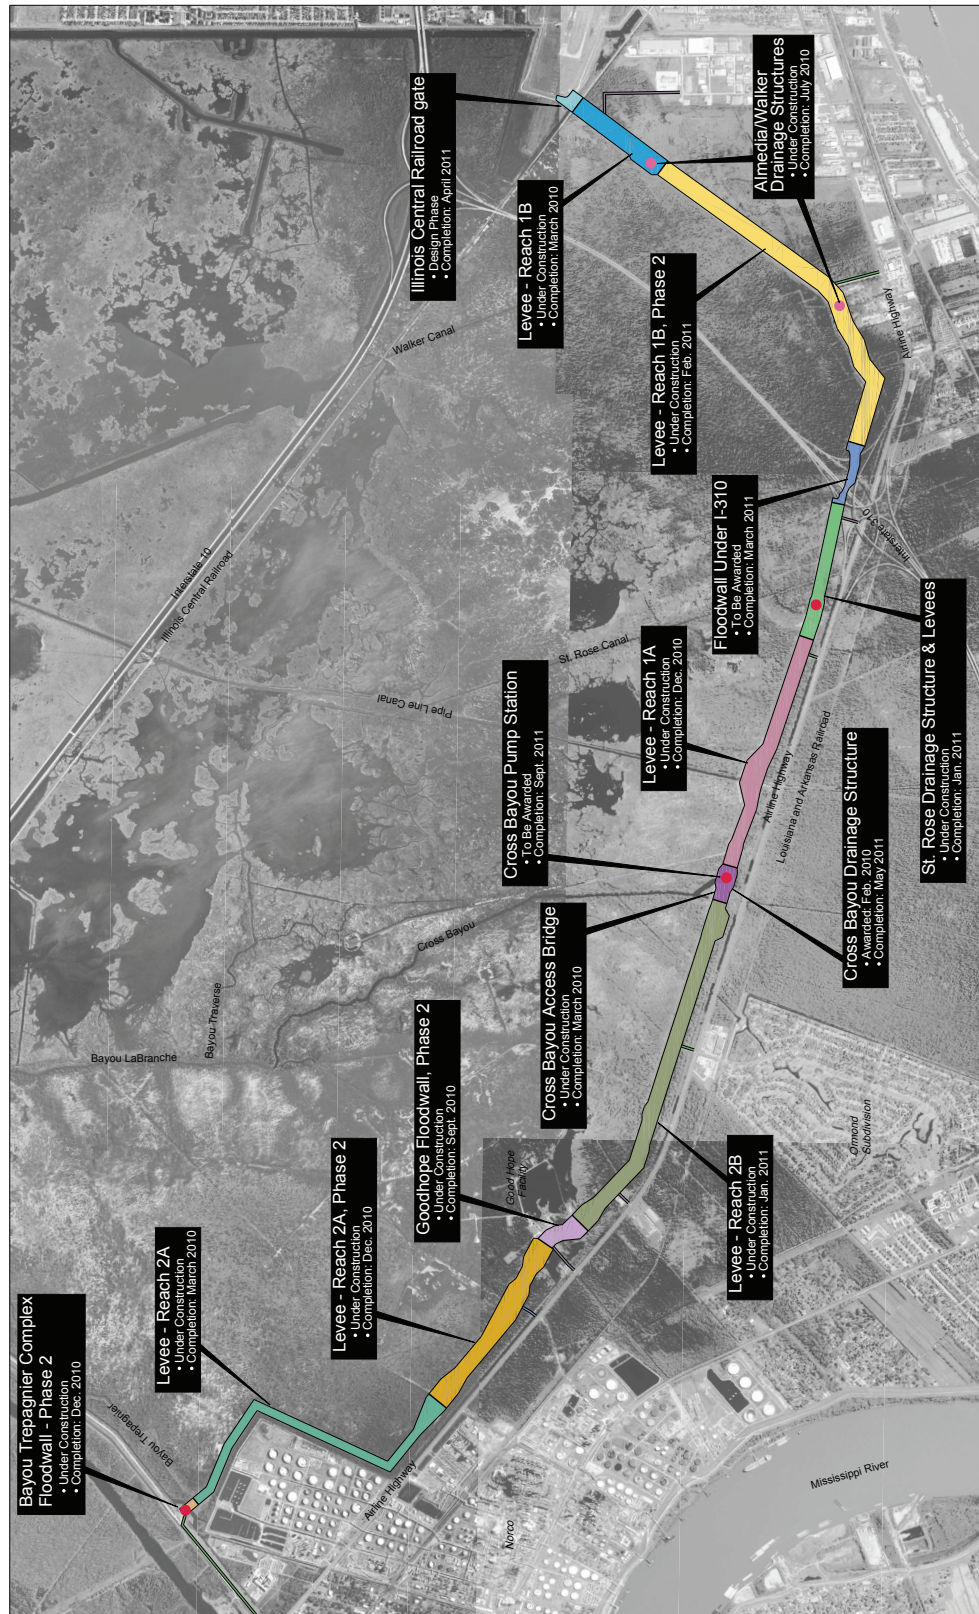 Bayou Trepagnier Complex
Floodwall - Phase 2
• Under Construction
• Completion: Dec. 2010
Levee - Reach 2A
• Under Construction
• Completion: March 2010
Levee - Reach 2A, Phase 2
• Under Construction
• Completion: Dec. 2010
Goodhope Floodwall, Phase 2
• Under Construction
• Completion: Sept. 2010
Cross Bayou Access Bridge
• Under Construction
• Completion: March 2010
Cross Bayou Pump Station
• To Be Awarded
• Completion: Sept. 2011
Levee - Reach 1A
• Under Construction
• Completion: Dec. 2010
Floodwall Under I-310
• To Be Awarded
• Completion: March 2011
Levee - Reach 1B, Phase 2
• Under Construction
• Completion: Feb. 2011
Levee - Reach 1B
• Under Construction
• Completion: March 2010
Illinois Central Railroad gate
• Design Phase
• Completion: April 2011
Almedia/Walker
Drainage Structures
• Under Construction
• Completion: July 2010
St. Rose Drainage Structure & Levees
• Under Construction
• Completion: Jan. 2011
Cross Bayou Drainage Structure
• Awarded: Feb. 2010
• Completion: May 2011
Levee - Reach 2B
• Under Construction
• Completion: Jan. 2011
Bayou Trepagnier
Bayou LaBranche
Bayou Traverse
Cross Bayou
Pipe Line Canal
St. Rose Canal
Interstate 10
Illinois Central Railroad
Walker Canal
Good Hope
Facility
Airline Highway
Airline Highway
Louisiana and Arkansas Railroad
Interstate 310
Airline Highway
Norco
Ormond
Subdivision
Mississippi River